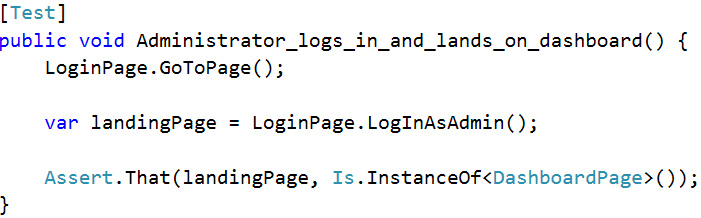 [Test]
public void Administrator_logs_in_and_lands_on_dashboard() {
    LoginPage.GoToPage();

    var landingPage = LoginPage.LogInAsAdmin();

    Assert.That(landingPage, Is.InstanceOf<DashboardPage>());
}